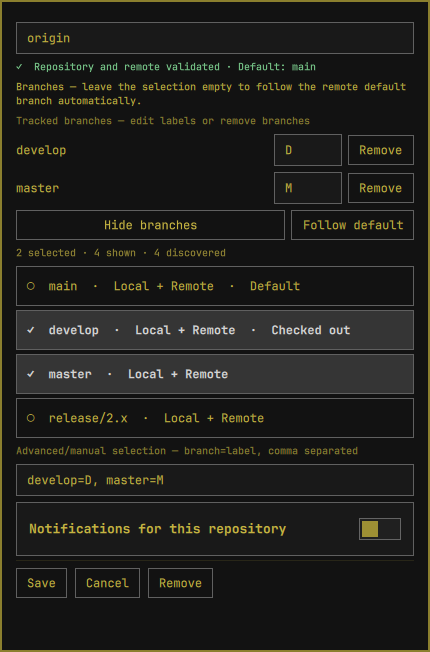 origin
✓ Repository and remote validated · Default: main
Branches — leave the selection empty to follow the remote default
branch automatically.
Tracked branches — edit labels or remove branches
develop D Remove
master M Remove
Hide branches Follow default
2 selected · 4 shown · 4 discovered
○ main · Local + Remote · Default
✓ develop · Local + Remote · Checked out
✓ master · Local + Remote
○ release/2.x · Local + Remote
Advanced/manual selection — branch=label, comma separated
develop=D, master=M
Notifications for this repository
Save Cancel Remove